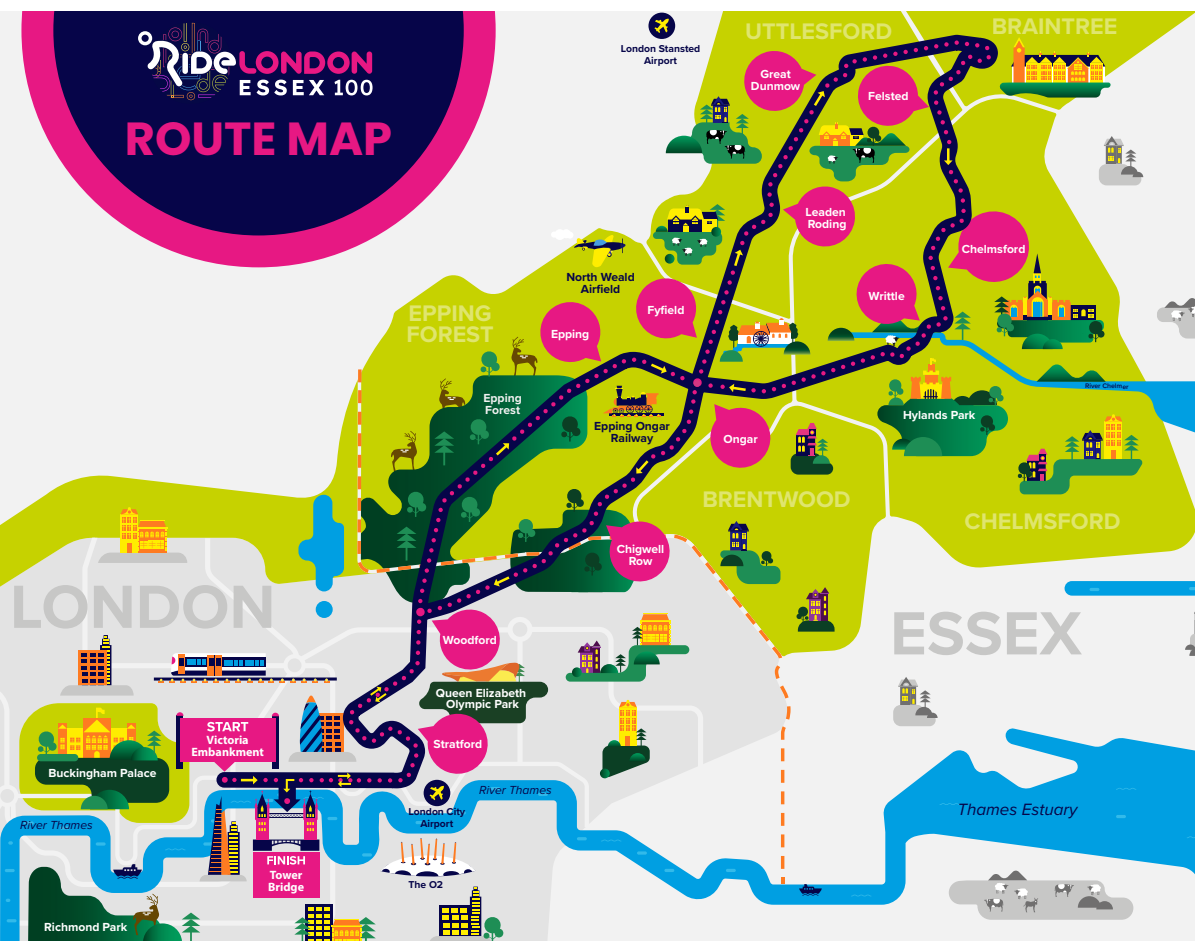 RiDe LONDON
ESSEX 100
ROUTE MAP
London Stansted
Airport
UTTLESFORD
BRAINTREE
Great
Dunmow
Felsted
Leaden
Roding
Chelmsford
North Weald
Airfield
Fyfield
Writtle
EPPING
FOREST
Epping
Epping
Forest
River Chelmer
Epping Ongar
Railway
Ongar
Hylands Park
BRENTWOOD
CHELMSFORD
Chigwell
Row
LONDON
ESSEX
Woodford
Queen Elizabeth
Olympic Park
START
Victoria
Embankment
Stratford
Buckingham Palace
River Thames
London City
Airport
River Thames
Thames Estuary
FINISH
Tower
Bridge
The O2
Richmond Park